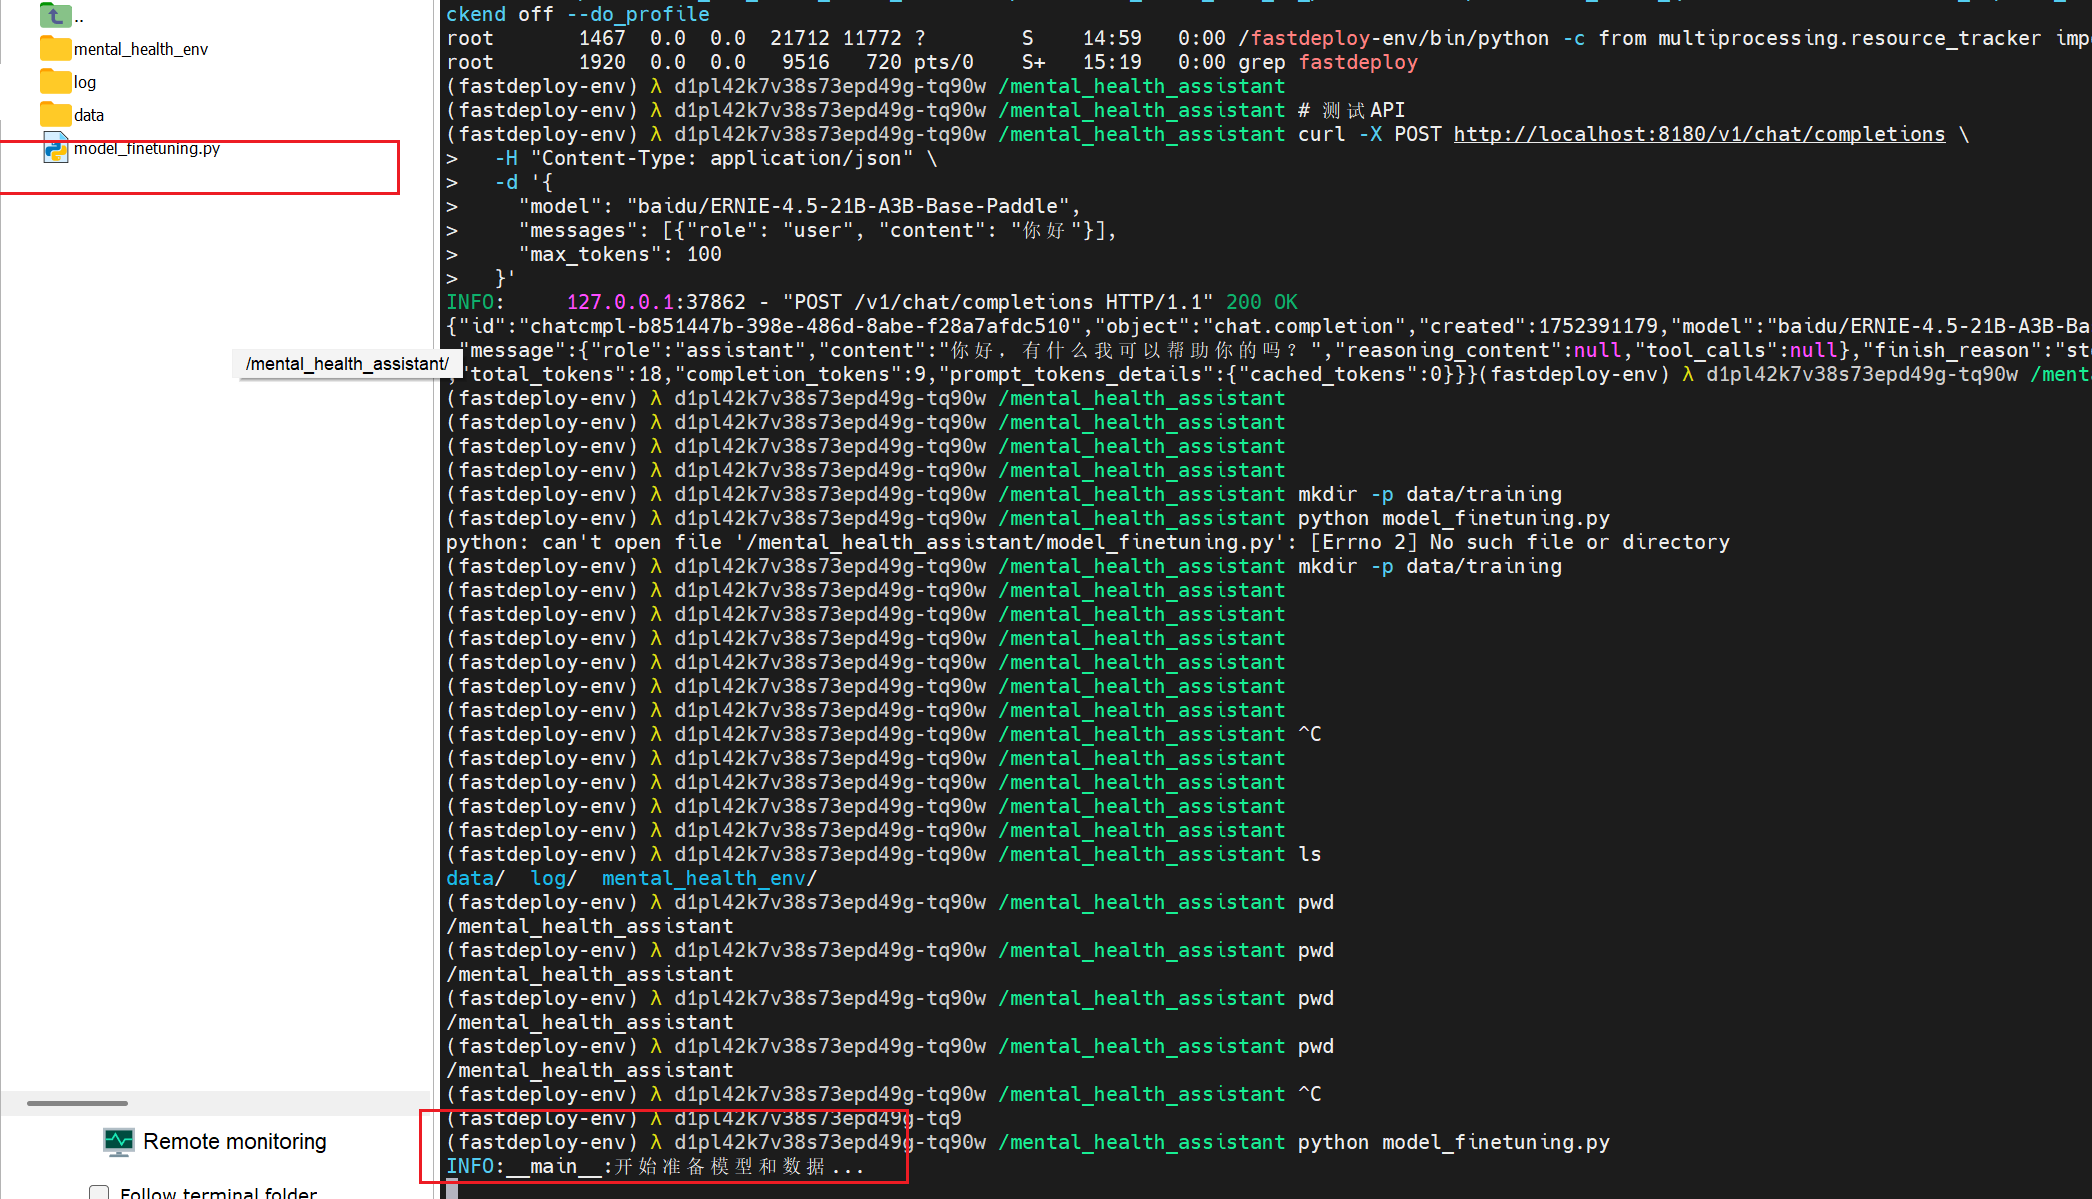 ..
mental_health_env
log
data
model_finetuning.py
/mental_health_assistant/
Remote monitoring
Follow terminal folder
ckend off --do_profile
root       1467  0.0  0.0  21712 11772 ?        S    14:59   0:00 /fastdeploy-env/bin/python -c from multiprocessing.resource_tracker
root       1920  0.0  0.0   9516   720 pts/0    S+   15:19   0:00 grep fastdeploy
(fastdeploy-env) λ d1pl42k7v38s73epd49g-tq90w /mental_health_assistant
(fastdeploy-env) λ d1pl42k7v38s73epd49g-tq90w /mental_health_assistant # 测试API
(fastdeploy-env) λ d1pl42k7v38s73epd49g-tq90w /mental_health_assistant curl -X POST http://localhost:8180/v1/chat/completions \
>   -H "Content-Type: application/json" \
>   -d '{
>     "model": "baidu/ERNIE-4.5-21B-A3B-Base-Paddle",
>     "messages": [{"role": "user", "content": "你好"}],
>     "max_tokens": 100
>   }'
INFO:     127.0.0.1:37862 - "POST /v1/chat/completions HTTP/1.1" 200 OK
{"id":"chatcmpl-b851447b-398e-486d-8abe-f28a7afdc510","object":"chat.completion","created":1752391179,"model":"baidu/ERNIE-4.5-21B-A3B-Ba
"message":{"role":"assistant","content":"你好，有什么我可以帮助你的吗？","reasoning_content":null,"tool_calls":null},"finish_reason":"st
,"total_tokens":18,"completion_tokens":9,"prompt_tokens_details":{"cached_tokens":0}}}(fastdeploy-env) λ d1pl42k7v38s73epd49g-tq90w /ment
(fastdeploy-env) λ d1pl42k7v38s73epd49g-tq90w /mental_health_assistant
(fastdeploy-env) λ d1pl42k7v38s73epd49g-tq90w /mental_health_assistant
(fastdeploy-env) λ d1pl42k7v38s73epd49g-tq90w /mental_health_assistant
(fastdeploy-env) λ d1pl42k7v38s73epd49g-tq90w /mental_health_assistant
(fastdeploy-env) λ d1pl42k7v38s73epd49g-tq90w /mental_health_assistant mkdir -p data/training
(fastdeploy-env) λ d1pl42k7v38s73epd49g-tq90w /mental_health_assistant python model_finetuning.py
python: can't open file '/mental_health_assistant/model_finetuning.py': [Errno 2] No such file or directory
(fastdeploy-env) λ d1pl42k7v38s73epd49g-tq90w /mental_health_assistant mkdir -p data/training
(fastdeploy-env) λ d1pl42k7v38s73epd49g-tq90w /mental_health_assistant
(fastdeploy-env) λ d1pl42k7v38s73epd49g-tq90w /mental_health_assistant
(fastdeploy-env) λ d1pl42k7v38s73epd49g-tq90w /mental_health_assistant
(fastdeploy-env) λ d1pl42k7v38s73epd49g-tq90w /mental_health_assistant
(fastdeploy-env) λ d1pl42k7v38s73epd49g-tq90w /mental_health_assistant
(fastdeploy-env) λ d1pl42k7v38s73epd49g-tq90w /mental_health_assistant
(fastdeploy-env) λ d1pl42k7v38s73epd49g-tq90w /mental_health_assistant ^C
(fastdeploy-env) λ d1pl42k7v38s73epd49g-tq90w /mental_health_assistant
(fastdeploy-env) λ d1pl42k7v38s73epd49g-tq90w /mental_health_assistant
(fastdeploy-env) λ d1pl42k7v38s73epd49g-tq90w /mental_health_assistant
(fastdeploy-env) λ d1pl42k7v38s73epd49g-tq90w /mental_health_assistant
(fastdeploy-env) λ d1pl42k7v38s73epd49g-tq90w /mental_health_assistant ls
data/  log/  mental_health_env/
(fastdeploy-env) λ d1pl42k7v38s73epd49g-tq90w /mental_health_assistant pwd
/mental_health_assistant
(fastdeploy-env) λ d1pl42k7v38s73epd49g-tq90w /mental_health_assistant pwd
/mental_health_assistant
(fastdeploy-env) λ d1pl42k7v38s73epd49g-tq90w /mental_health_assistant pwd
/mental_health_assistant
(fastdeploy-env) λ d1pl42k7v38s73epd49g-tq90w /mental_health_assistant pwd
/mental_health_assistant
(fastdeploy-env) λ d1pl42k7v38s73epd49g-tq90w /mental_health_assistant ^C
(fastdeploy-env) λ d1pl42k7v38s73epd49g-tq9
(fastdeploy-env) λ d1pl42k7v38s73epd49g-tq90w /mental_health_assistant python model_finetuning.py
INFO:__main__:开始准备模型和数据...